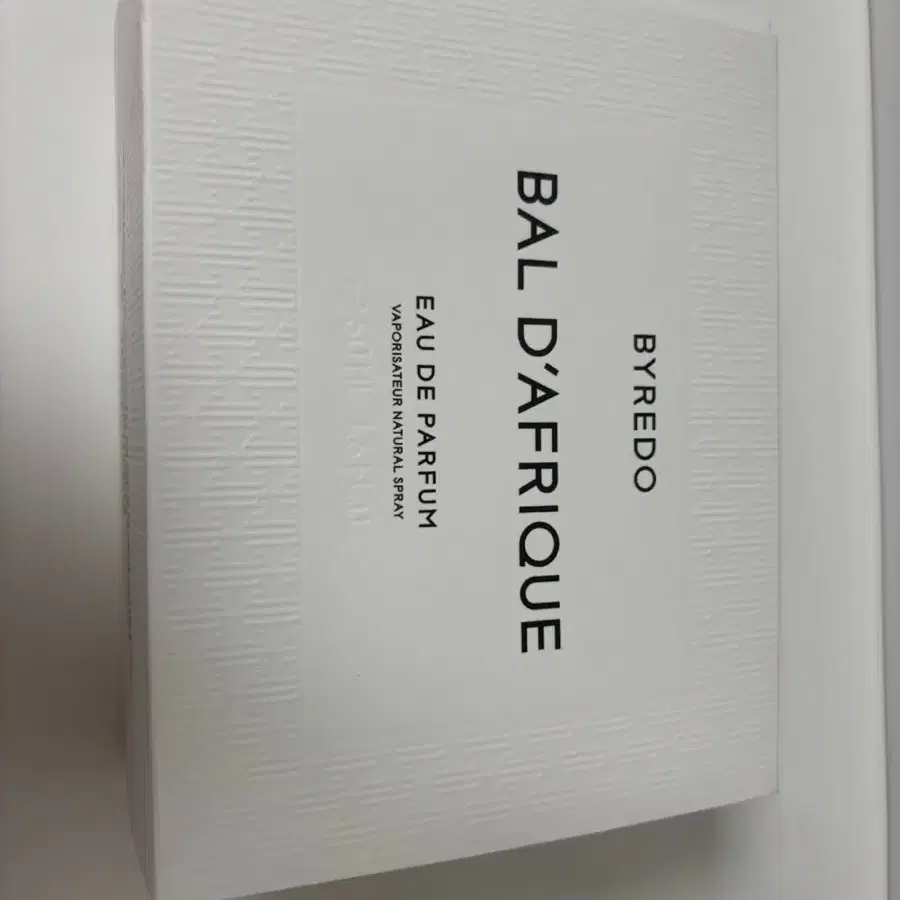 BYREDO
BAL D'AFRIQUE
EAU DE PARFUM
VAPORISATEUR NATURAL SPRAY